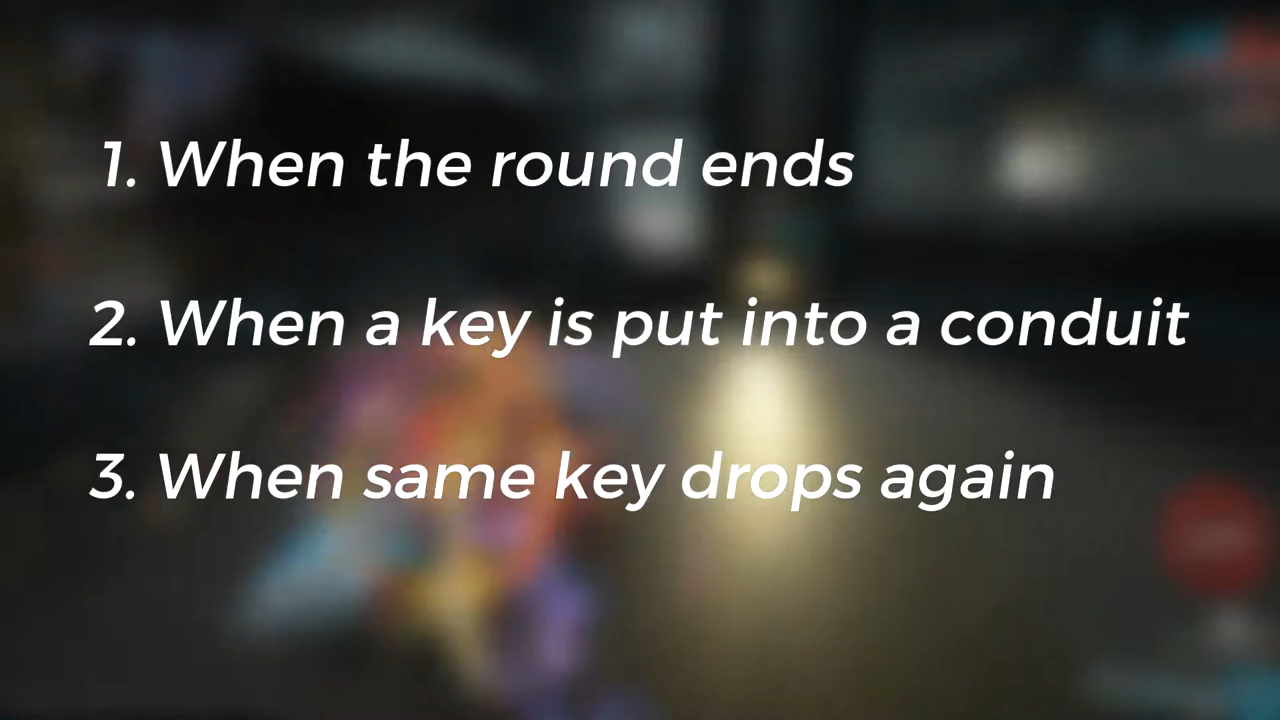 1. When the round ends
2. When a key is put into a conduit
3. When same key drops again